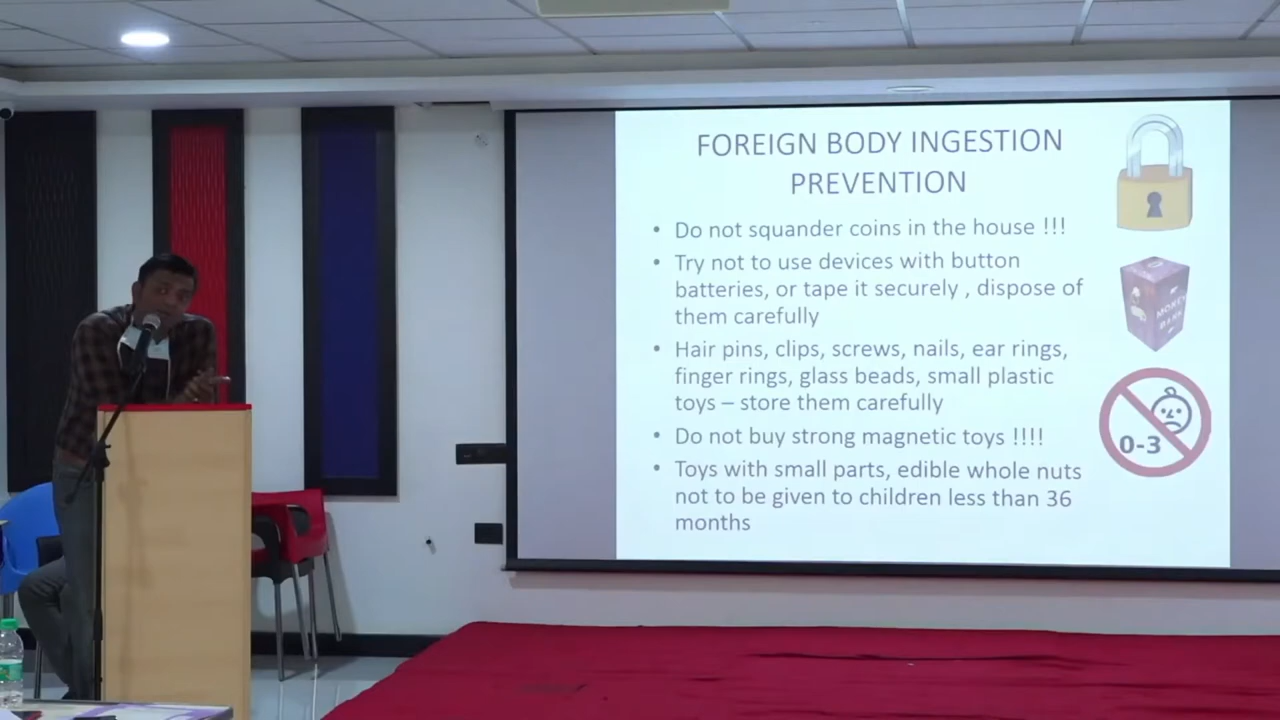 FOREIGN BODY INGESTION
PREVENTION
• Do not squander coins in the house !!!
• Try not to use devices with button
batteries, or tape it securely , dispose of
them carefully
• Hair pins, clips, screws, nails, ear rings,
finger rings, glass beads, small plastic
toys – store them carefully
• Do not buy strong magnetic toys !!!!
• Toys with small parts, edible whole nuts
not to be given to children less than 36
months
MONEY
BANK
0-3